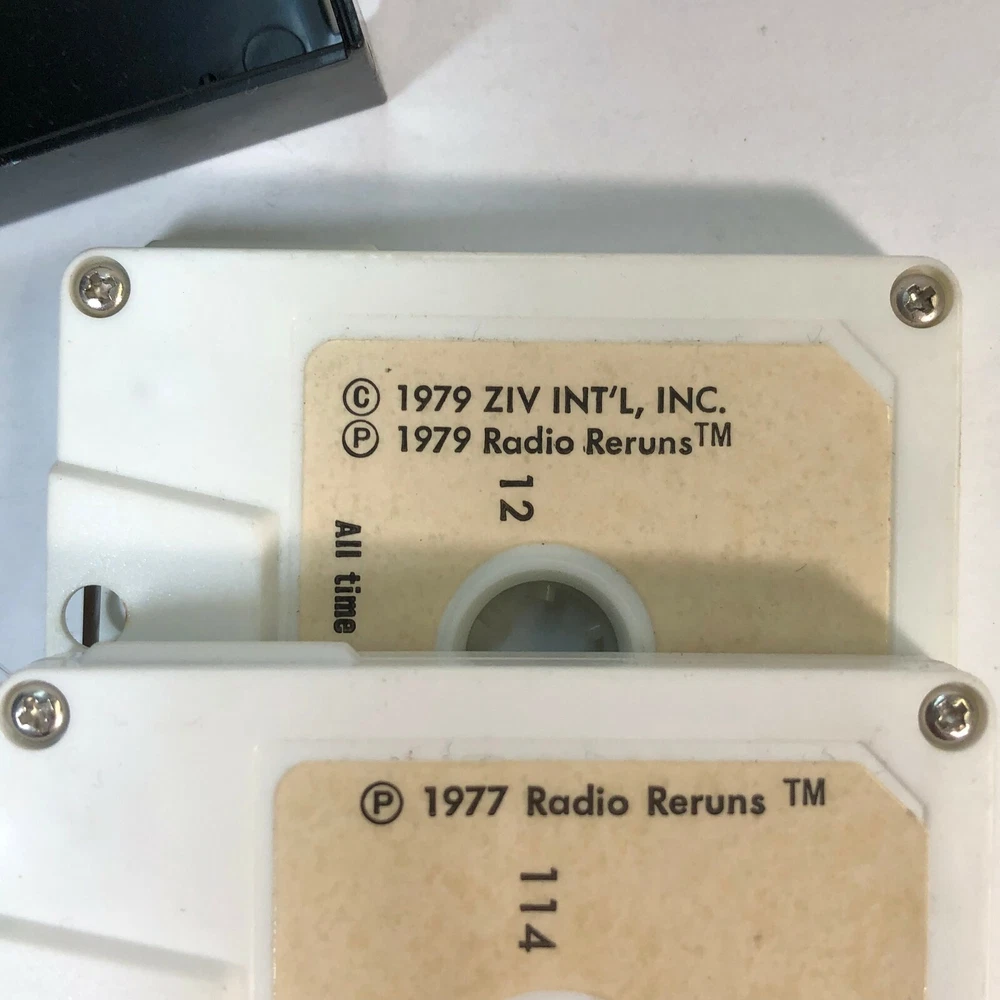 Ⓒ 1979 ZIV INT'L, INC.
Ⓟ 1979 Radio Reruns™
12
All time
Ⓟ 1977 Radio Reruns ™
114